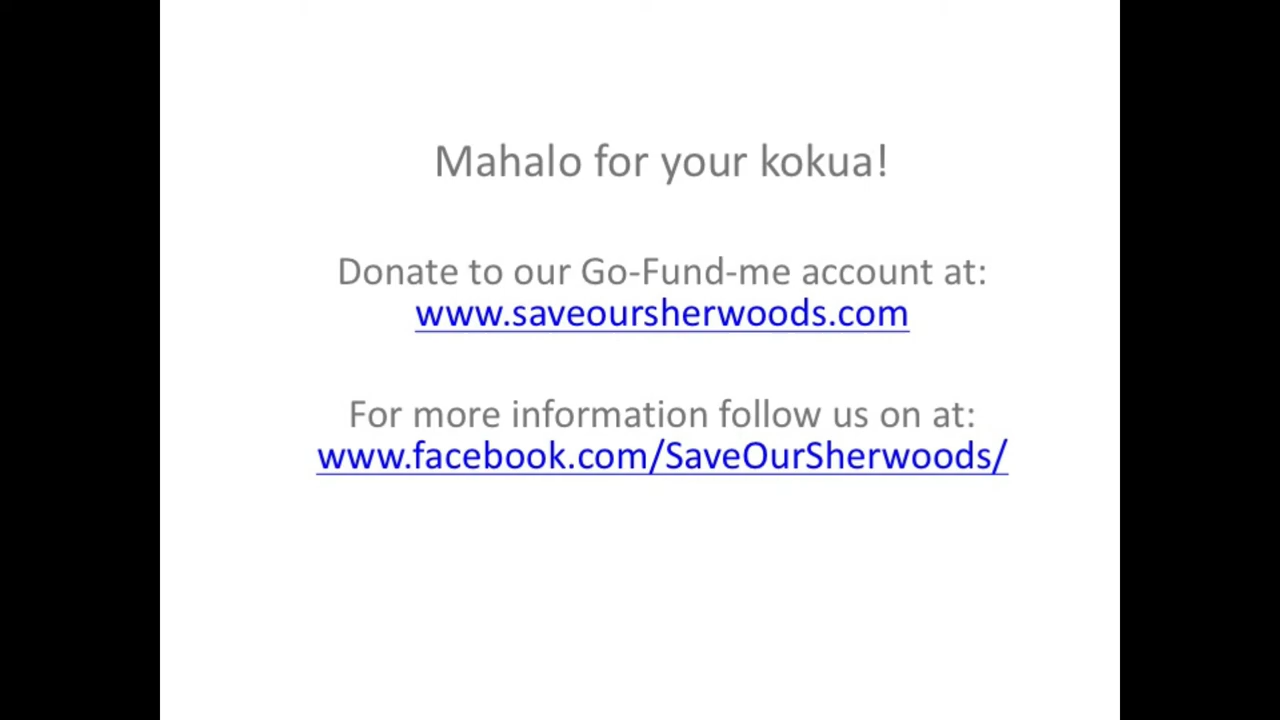 Mahalo for your kokua!
Donate to our Go-Fund-me account at:
www.saveoursherwoods.com
For more information follow us on at:
www.facebook.com/SaveOurSherwoods/